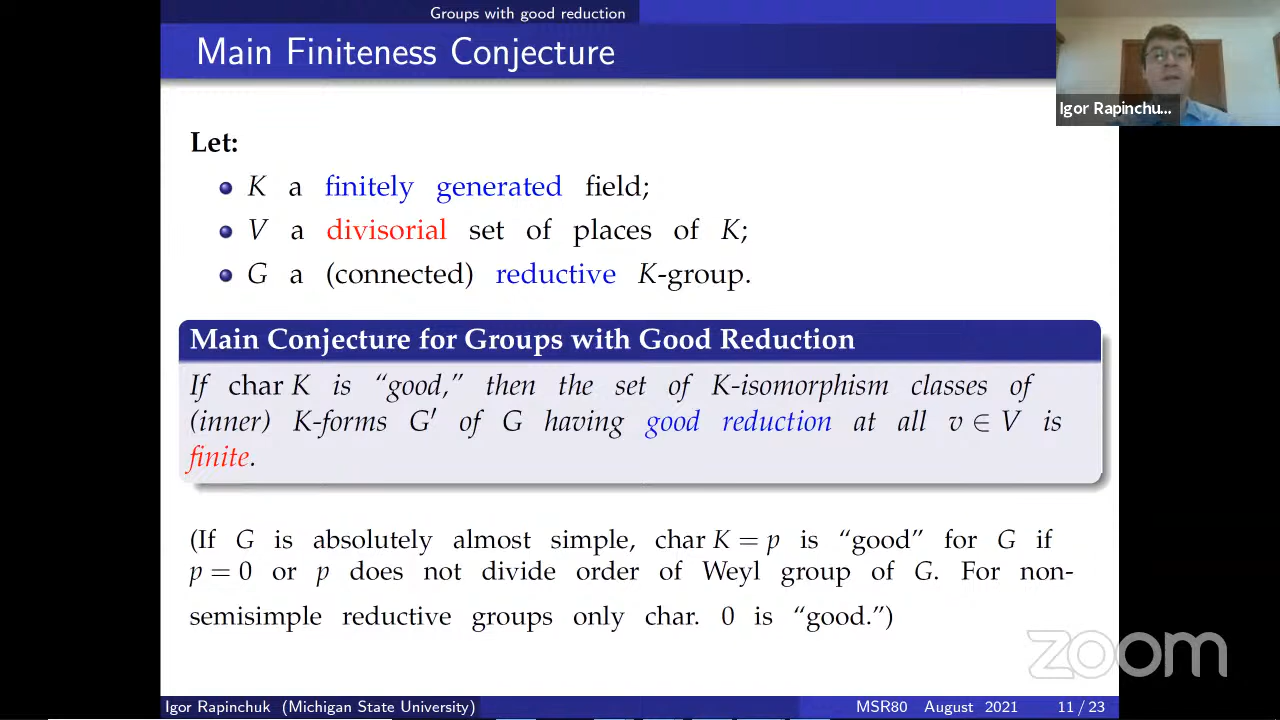 Groups with good reduction
Main Finiteness Conjecture
Igor Rapinchu...
Let:
K a finitely generated field;
V a divisorial set of places of K;
G a (connected) reductive K-group.
Main Conjecture for Groups with Good Reduction
If char K is “good,” then the set of K-isomorphism classes of
(inner) K-forms G′ of G having good reduction at all v ∈ V is
finite.
(If G is absolutely almost simple, char K = p is “good” for G if
p = 0 or p does not divide order of Weyl group of G. For non-
semisimple reductive groups only char. 0 is “good.”)
zoom
Igor Rapinchuk (Michigan State University) MSR80 August 2021 11 / 23